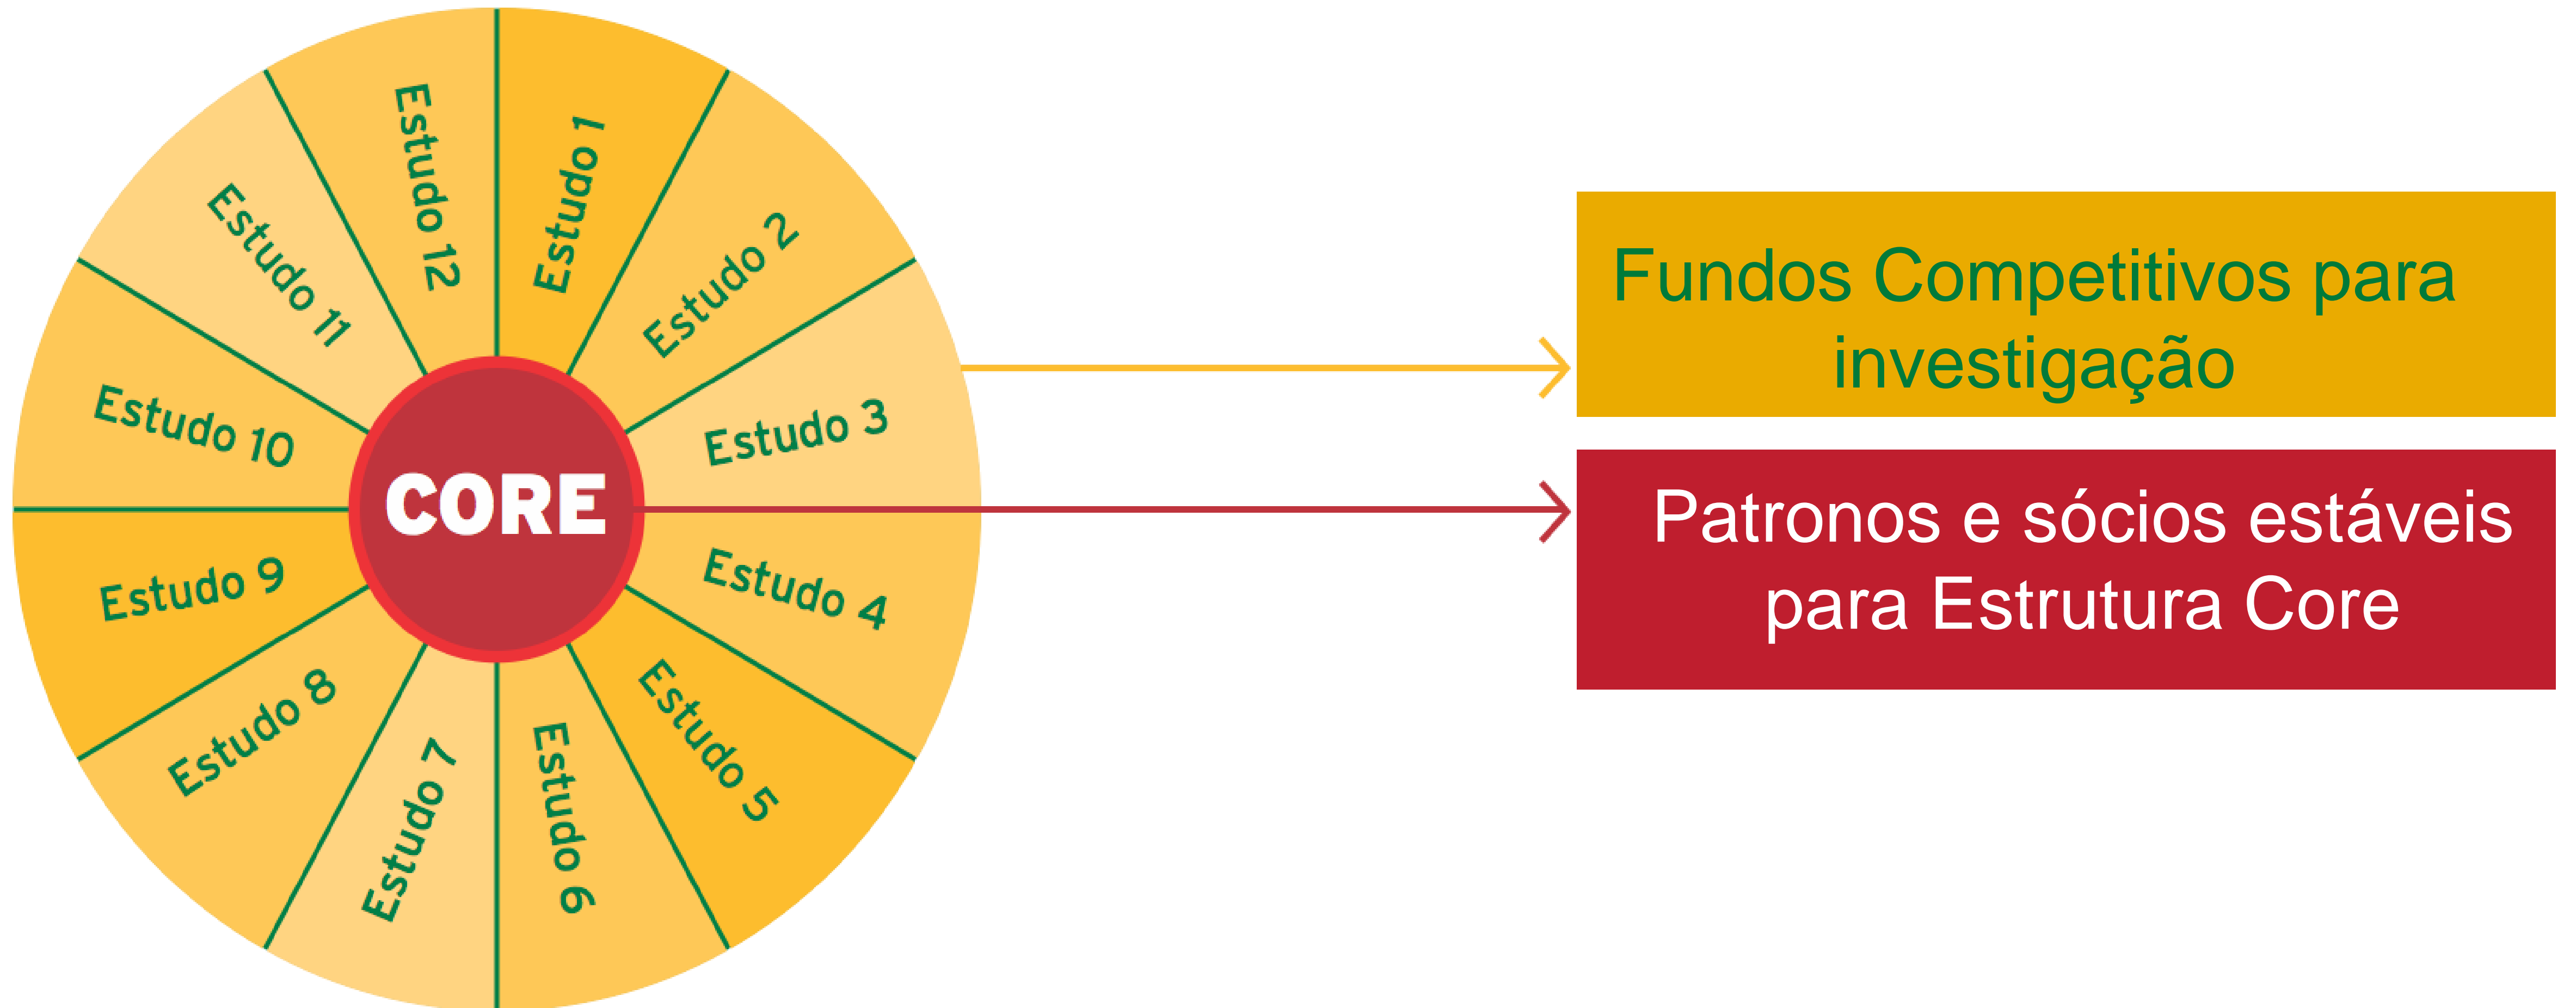 Estudo 1
Estudo 2
Estudo 3
Estudo 4
Estudo 5
Estudo 6
Estudo 7
Estudo 8
Estudo 9
Estudo 10
Estudo 11
Estudo 12
CORE
Fundos Competitivos para
investigação
Patronos e sócios estáveis
para Estrutura Core